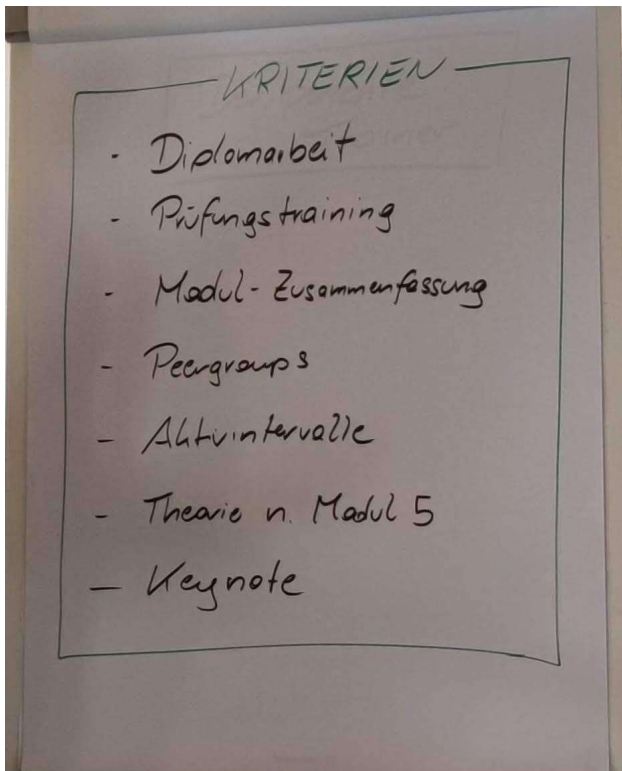 KRITERIEN
- Diplomarbeit
- Prüfungstraining
- Modul-Zusammenfassung
- Peergroups
- Aktivintervalle
- Theorie n. Modul 5
- Keynote